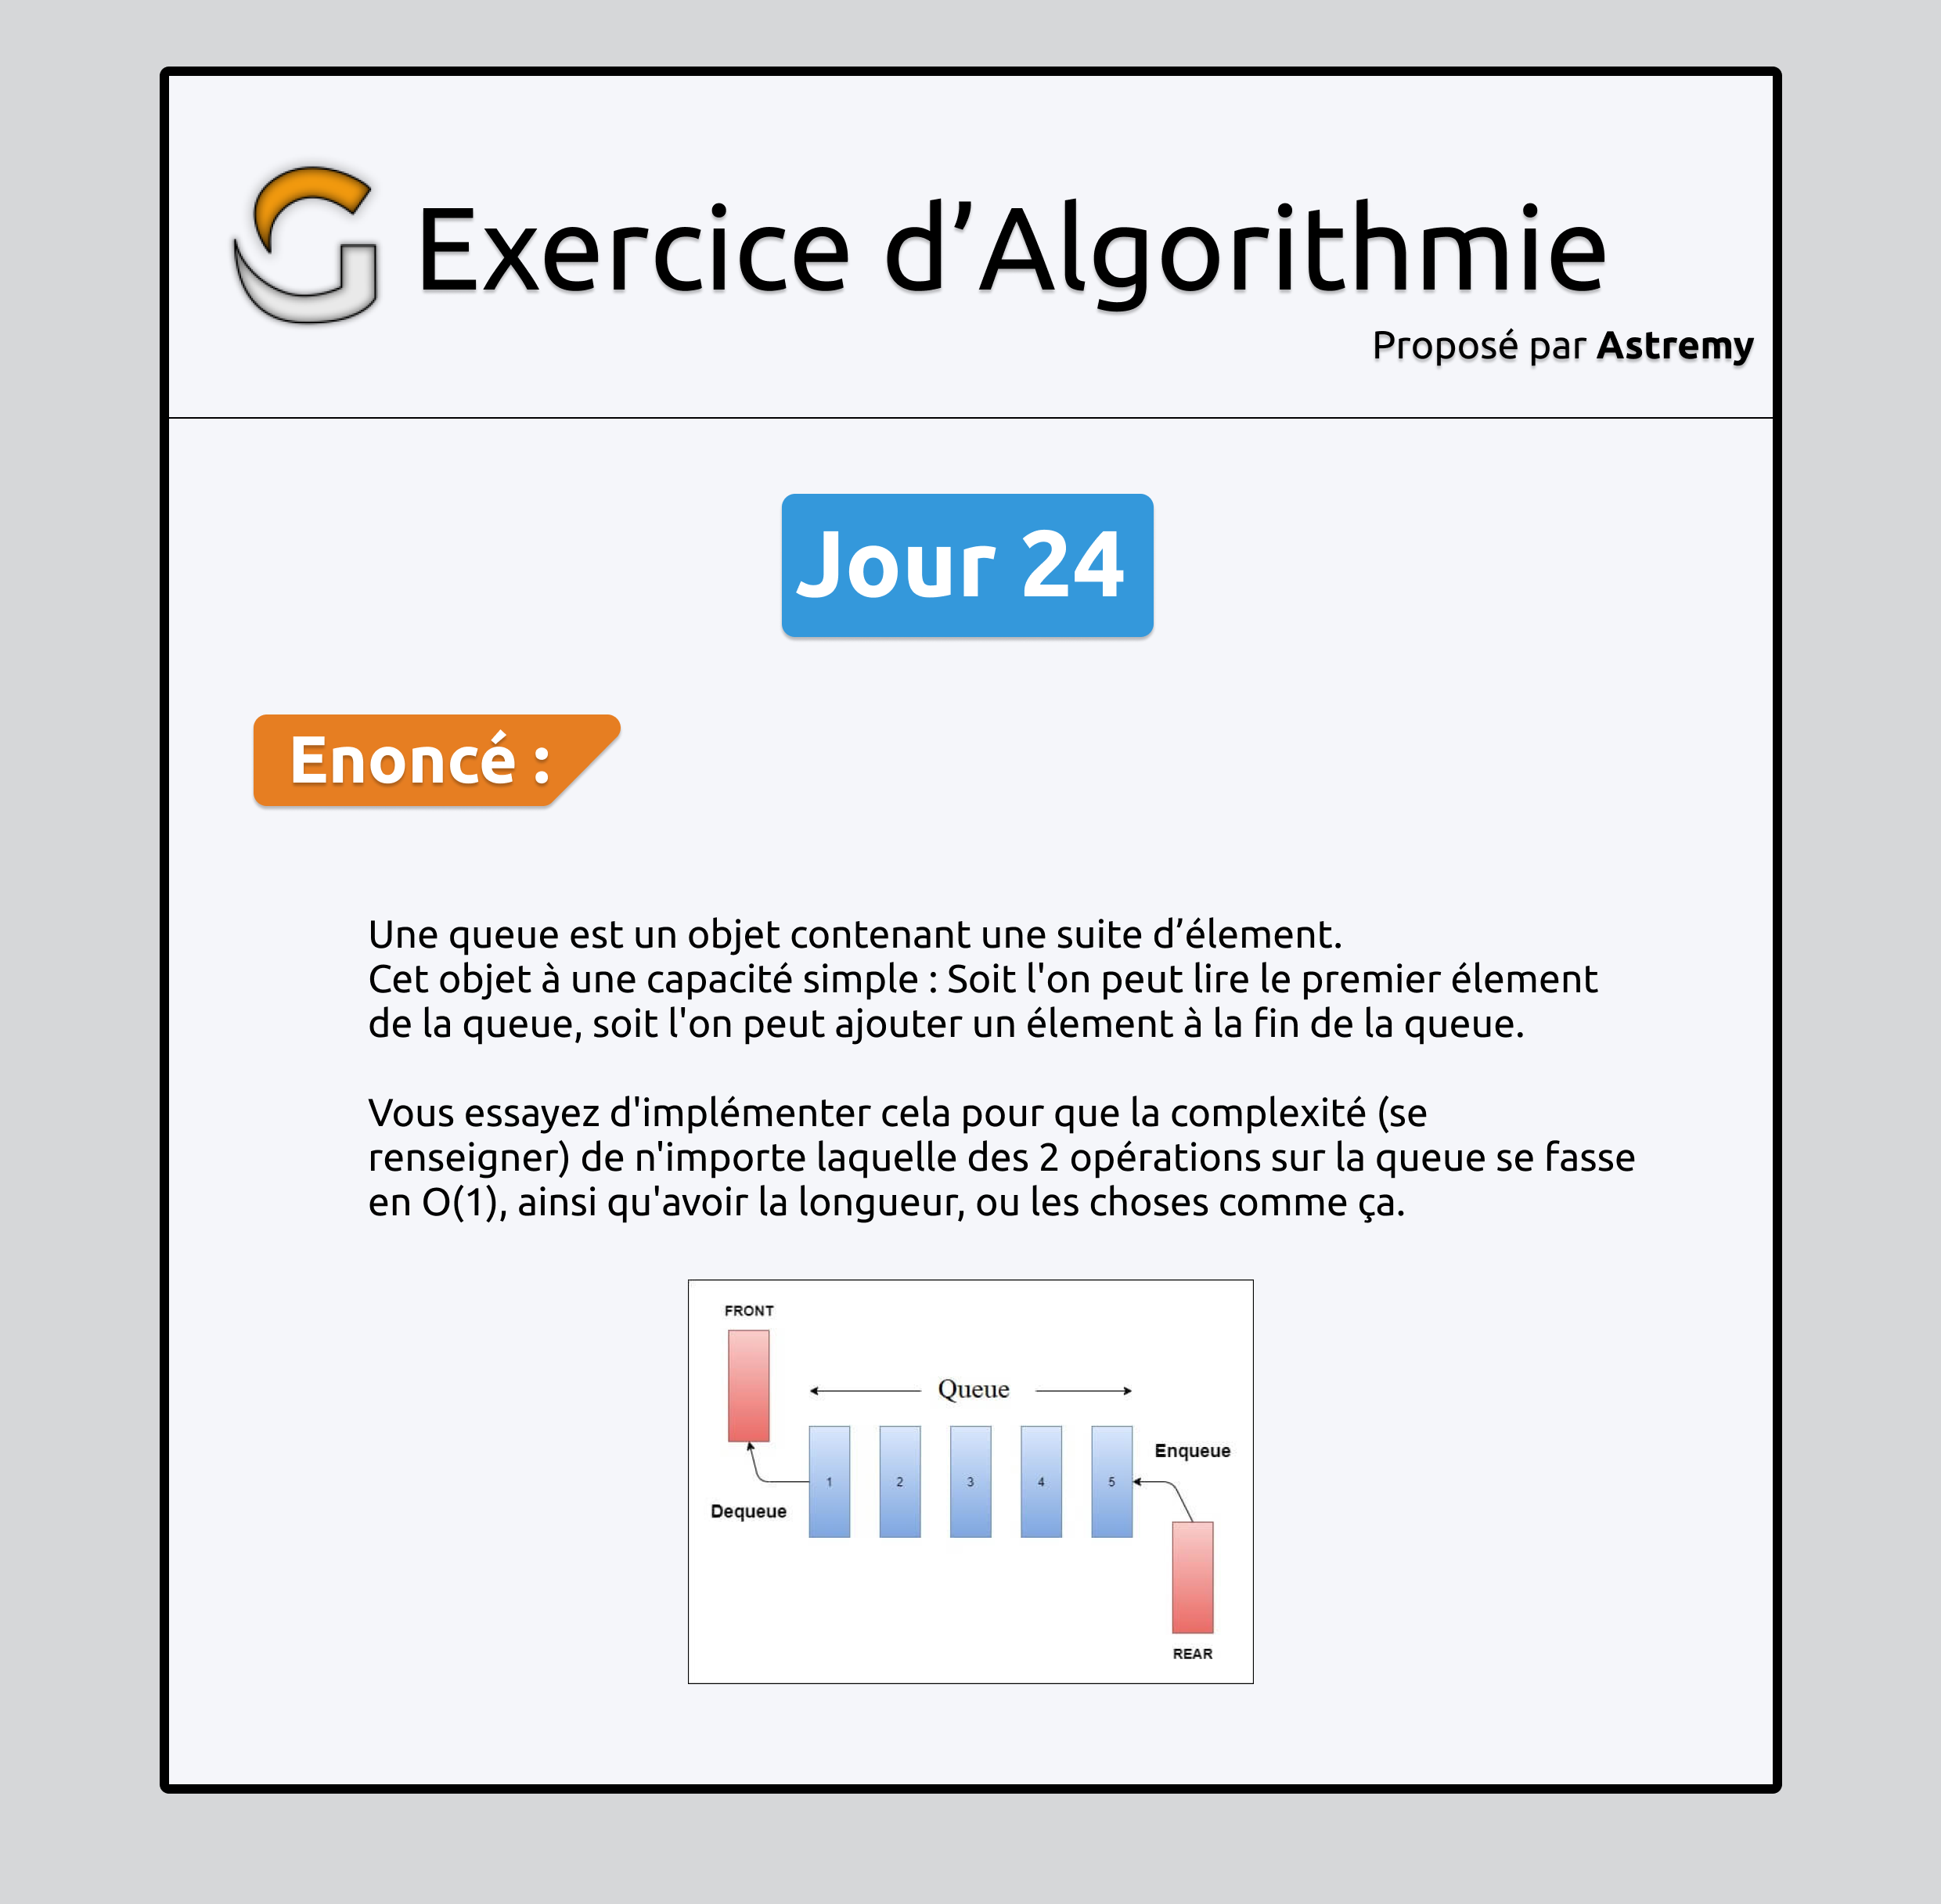 Exercice d’Algorithmie
Proposé par Astremy
Jour 24
Enoncé :
Une queue est un objet contenant une suite d’élement.
Cet objet à une capacité simple : Soit l'on peut lire le premier élement
de la queue, soit l'on peut ajouter un élement à la fin de la queue.
Vous essayez d'implémenter cela pour que la complexité (se
renseigner) de n'importe laquelle des 2 opérations sur la queue se fasse
en O(1), ainsi qu'avoir la longueur, ou les choses comme ça.
FRONT
Queue
Enqueue
1 2 3 4 5
Dequeue
REAR